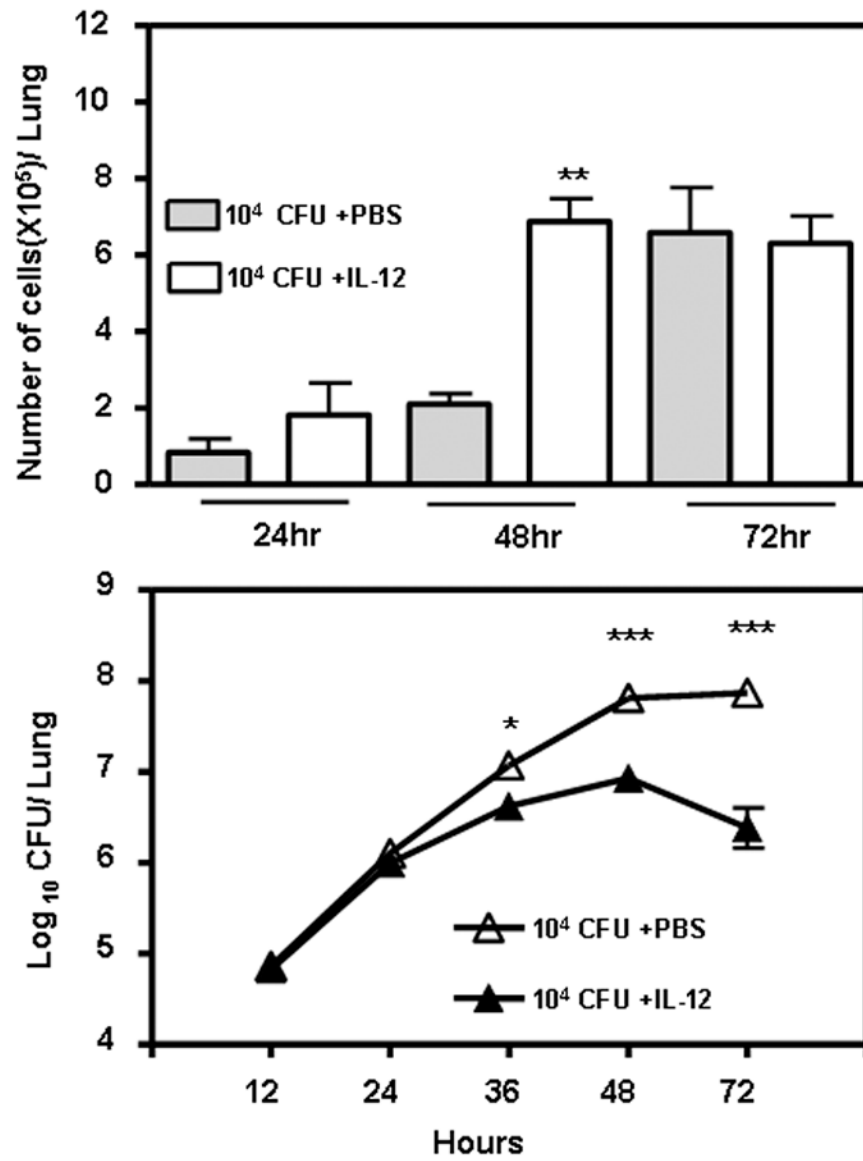 12
10
8
6
4
2
0
Number of cells(X10⁵)/ Lung
**
10⁴ CFU +PBS
10⁴ CFU +IL-12
24hr
48hr
72hr
9
8
7
6
5
4
Log ₁₀ CFU/ Lung
*
***
***
10⁴ CFU +PBS
10⁴ CFU +IL-12
12
24
36
48
72
Hours